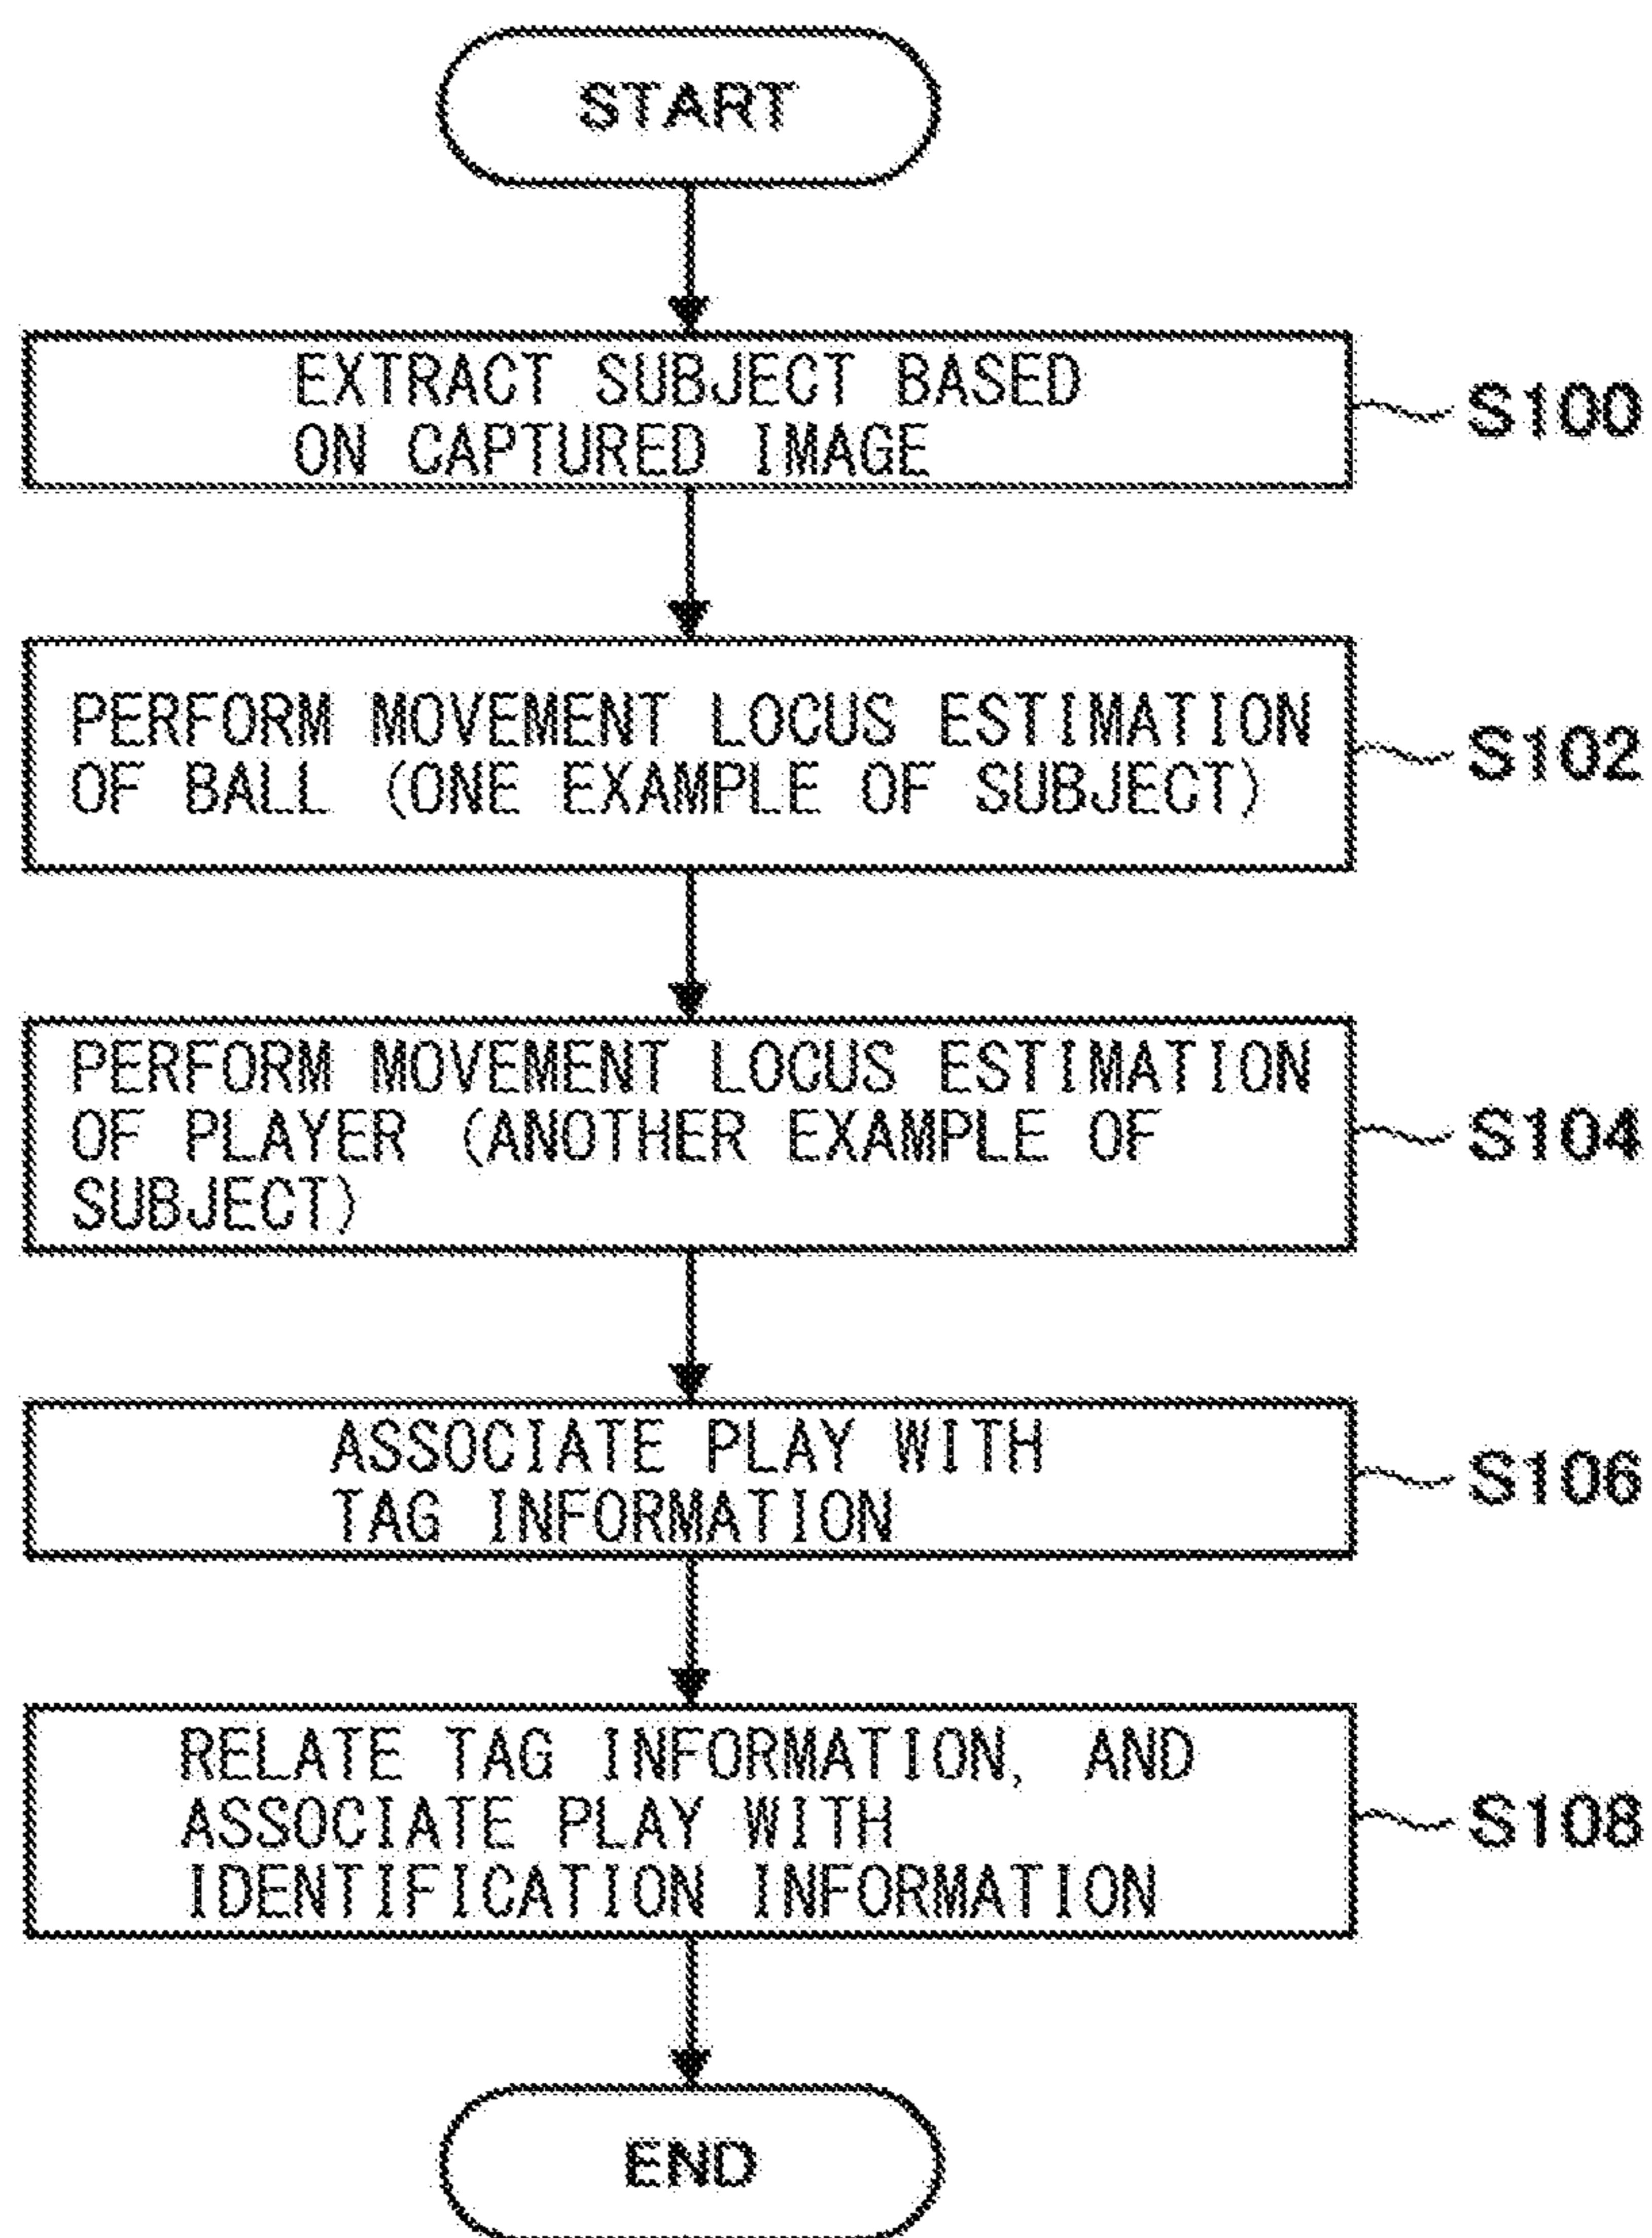 START
EXTRACT SUBJECT BASED
ON CAPTURED IMAGE
S100
PERFORM MOVEMENT LOCUS ESTIMATION
OF BALL (ONE EXAMPLE OF SUBJECT)
S102
PERFORM MOVEMENT LOCUS ESTIMATION
OF PLAYER (ANOTHER EXAMPLE OF
SUBJECT)
S104
ASSOCIATE PLAY WITH
TAG INFORMATION
S106
RELATE TAG INFORMATION, AND
ASSOCIATE PLAY WITH
IDENTIFICATION INFORMATION
S108
END